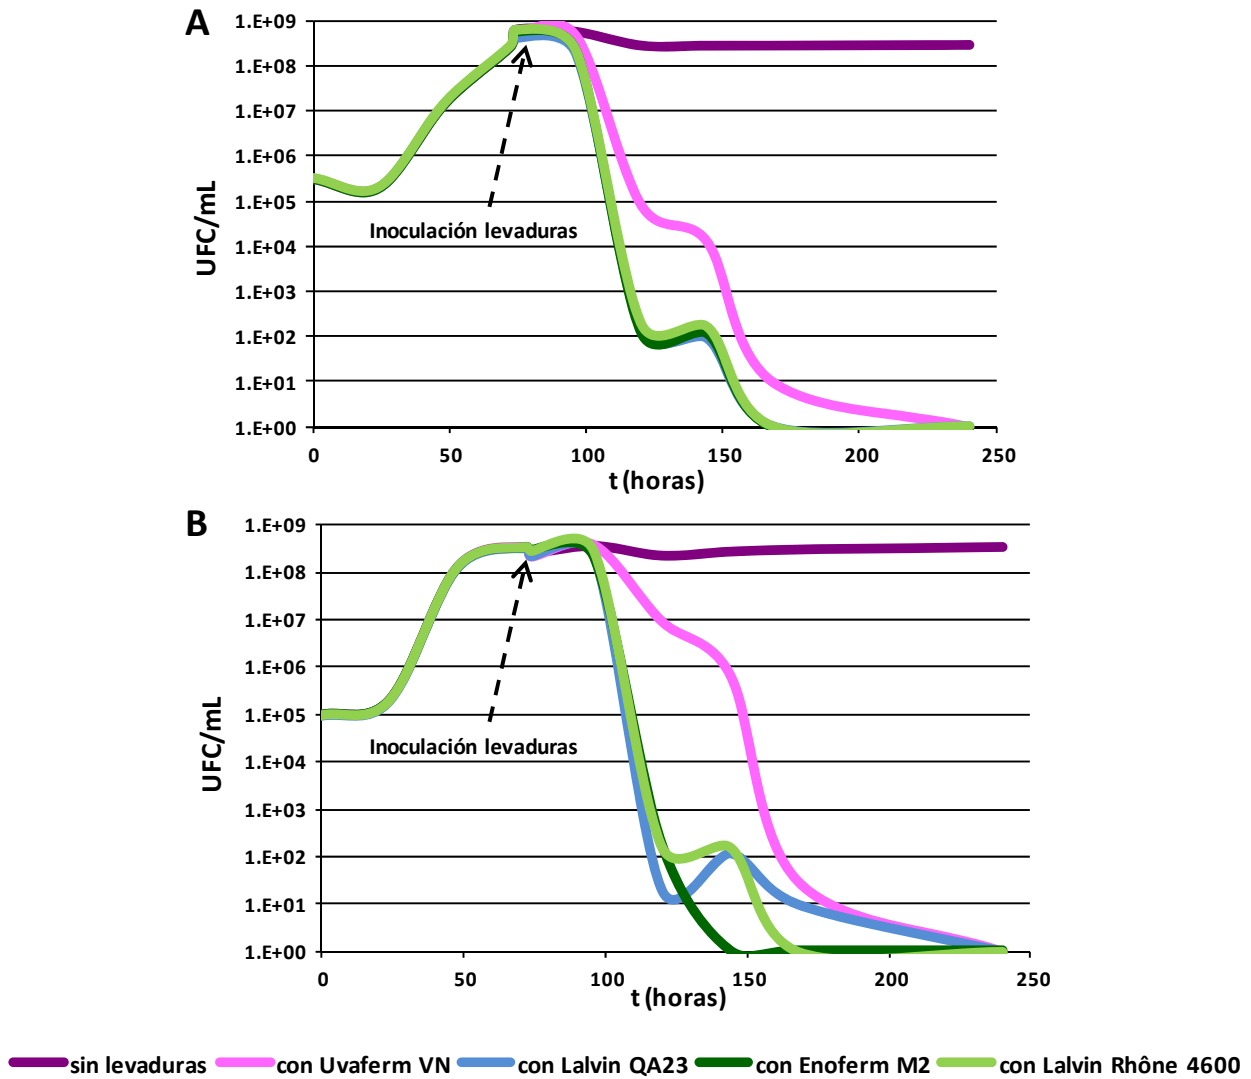 A
1.E+09
1.E+08
1.E+07
1.E+06
1.E+05
1.E+04
1.E+03
1.E+02
1.E+01
1.E+00
UFC/mL
Inoculación levaduras
0 50 100 150 200 250
t (horas)
B
1.E+09
1.E+08
1.E+07
1.E+06
1.E+05
1.E+04
1.E+03
1.E+02
1.E+01
1.E+00
UFC/mL
Inoculación levaduras
0 50 100 150 200 250
t (horas)
sin levaduras con Uvaferm VN con Lalvin QA23 con Enoferm M2 con Lalvin Rhône 4600